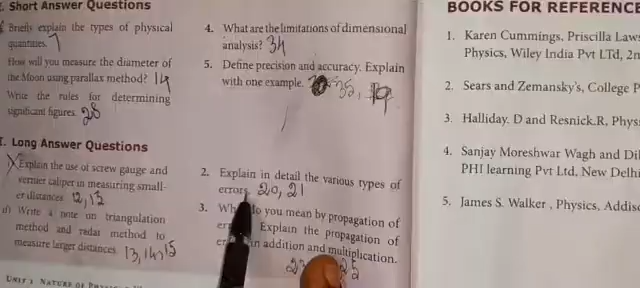 Short Answer Questions
Briefly explain the types of physical
quantities. 7
How will you measure the diameter of
the Moon using parallax method? 14
Write the rules for determining
significant figures. 28
Long Answer Questions
Explain the use of screw gauge and
vernier caliper in measuring small-
er distances. 12, 13
Write a note on triangulation
method and radar method to
measure larger distances. 13, 14, 15
UNIT 1 NATURE OF
4. What are the limitations of dimensional
analysis? 34
5. Define precision and accuracy. Explain
with one example. 19
2. Explain in detail the various types of
errors. 20, 21
3. do you mean by propagation of
Explain the propagation of
in addition and multiplication.
BOOKS FOR REFERENCE
1. Karen Cummings, Priscilla Laws
Physics, Wiley India Pvt LTd, 2n
2. Sears and Zemansky's, College P
3. Halliday. D and Resnick.R, Phys
4. Sanjay Moreshwar Wagh and Di
PHI learning Pvt Ltd, New Delhi
5. James S. Walker, Physics, Addis